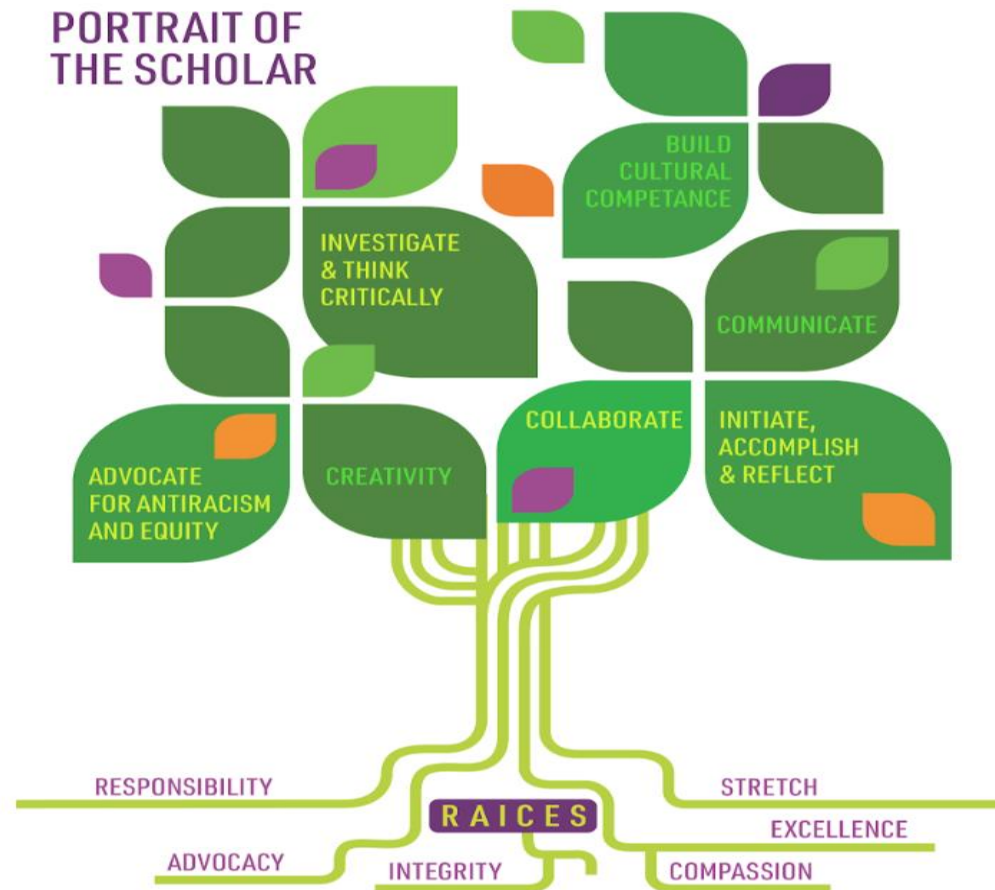 PORTRAIT OF
THE SCHOLAR
BUILD
CULTURAL
COMPETANCE
INVESTIGATE
& THINK
CRITICALLY
COMMUNICATE
ADVOCATE
FOR ANTIRACISM
AND EQUITY
CREATIVITY
COLLABORATE
INITIATE,
ACCOMPLISH
& REFLECT
RESPONSIBILITY
STRETCH
RAICES
EXCELLENCE
ADVOCACY
INTEGRITY
COMPASSION